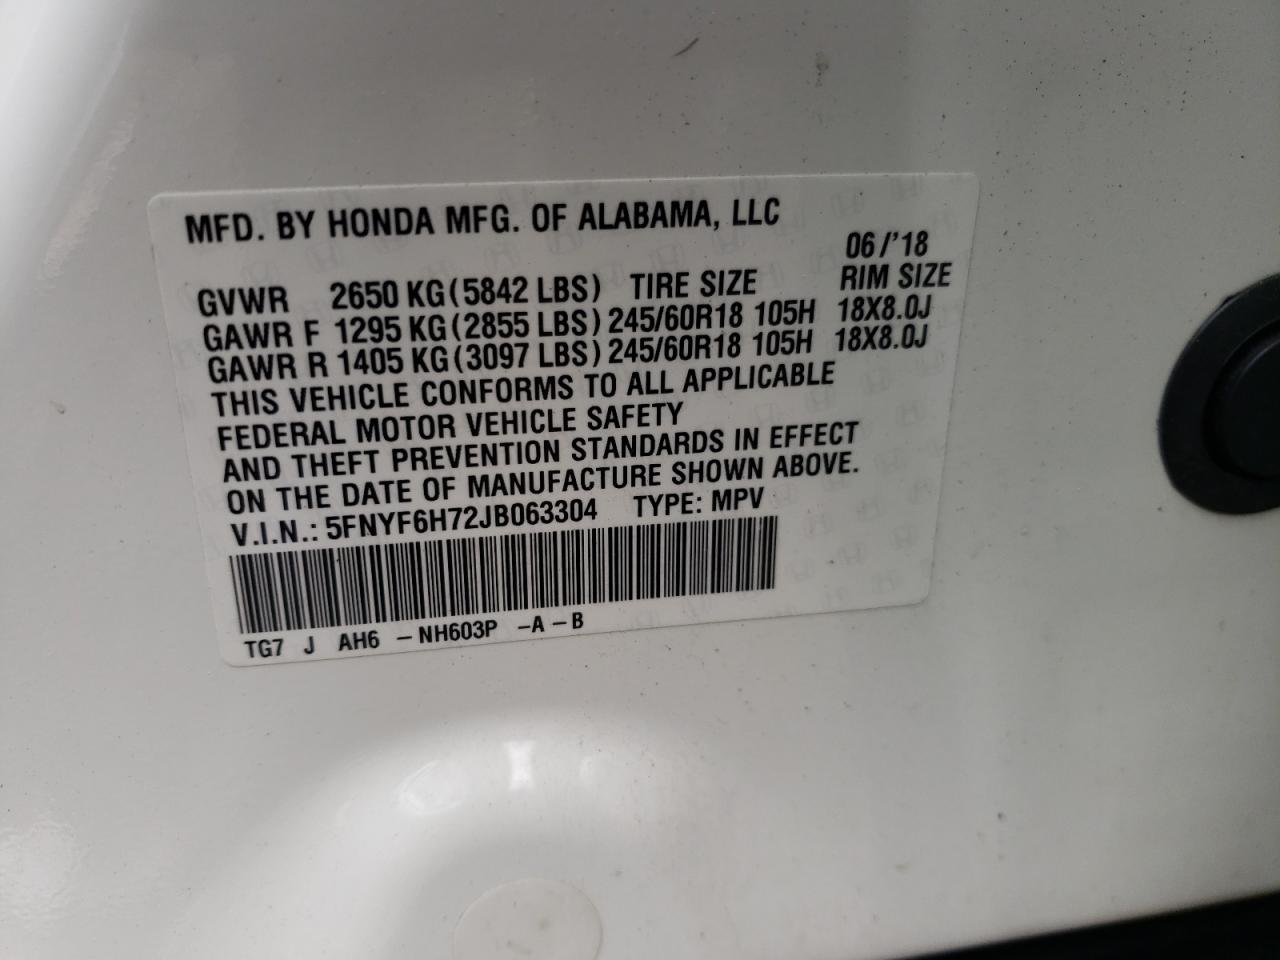 MFD. BY HONDA MFG. OF ALABAMA, LLC
06/'18
GVWR 2650 KG(5842 LBS) TIRE SIZE RIM SIZE
GAWR F 1295 KG(2855 LBS) 245/60R18 105H 18X8.0J
GAWR R 1405 KG(3097 LBS) 245/60R18 105H 18X8.0J
THIS VEHICLE CONFORMS TO ALL APPLICABLE
FEDERAL MOTOR VEHICLE SAFETY
AND THEFT PREVENTION STANDARDS IN EFFECT
ON THE DATE OF MANUFACTURE SHOWN ABOVE.
V.I.N.: 5FNYF6H72JB063304 TYPE: MPV
TG7 J AH6 -NH603P -A-B